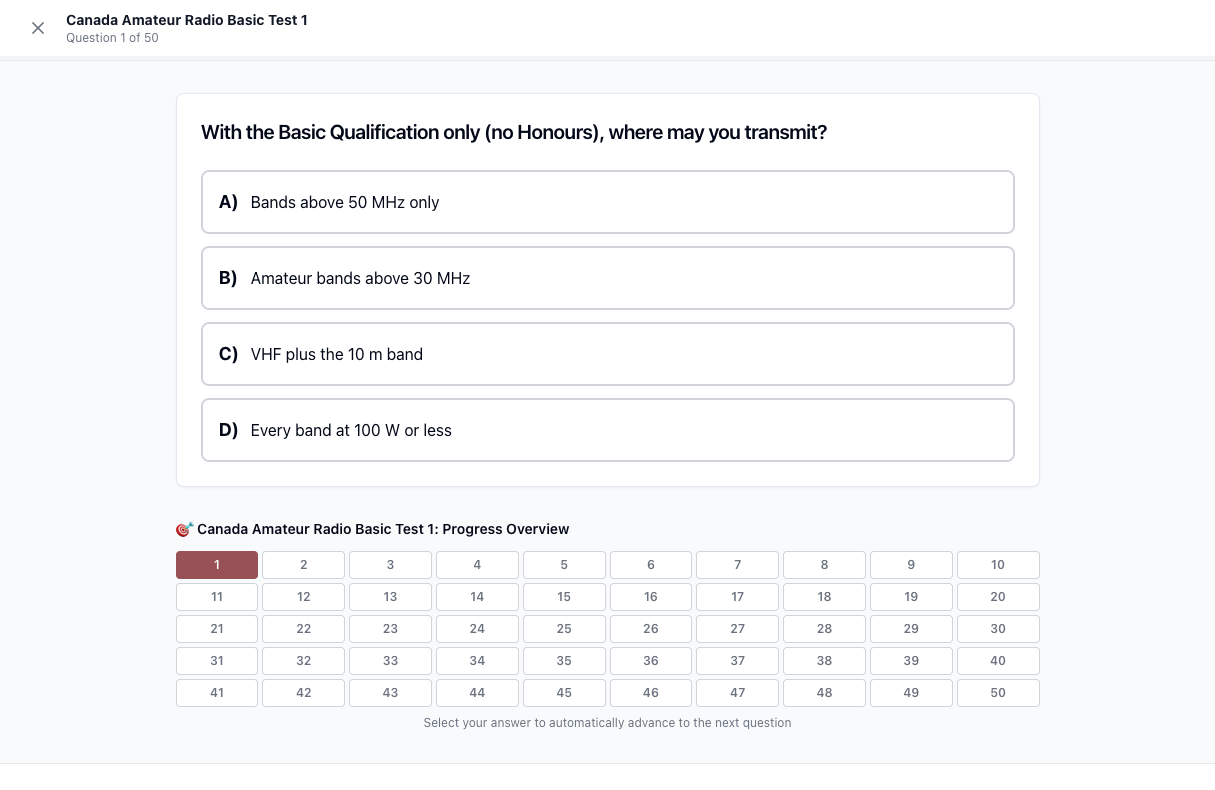 Canada Amateur Radio Basic Test 1
Question 1 of 50
With the Basic Qualification only (no Honours), where may you transmit?
A) Bands above 50 MHz only
B) Amateur bands above 30 MHz
C) VHF plus the 10 m band
D) Every band at 100 W or less
🎯 Canada Amateur Radio Basic Test 1: Progress Overview
1 2 3 4 5 6 7 8 9 10
11 12 13 14 15 16 17 18 19 20
21 22 23 24 25 26 27 28 29 30
31 32 33 34 35 36 37 38 39 40
41 42 43 44 45 46 47 48 49 50
Select your answer to automatically advance to the next question